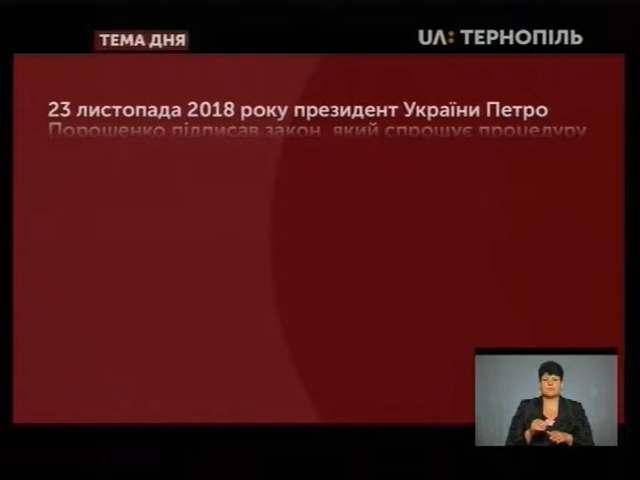 ТЕМА ДНЯ
UA: ТЕРНОПІЛЬ
23 листопада 2018 року президент України Петро
Порошенко підписав закон, який спрощує процедуру